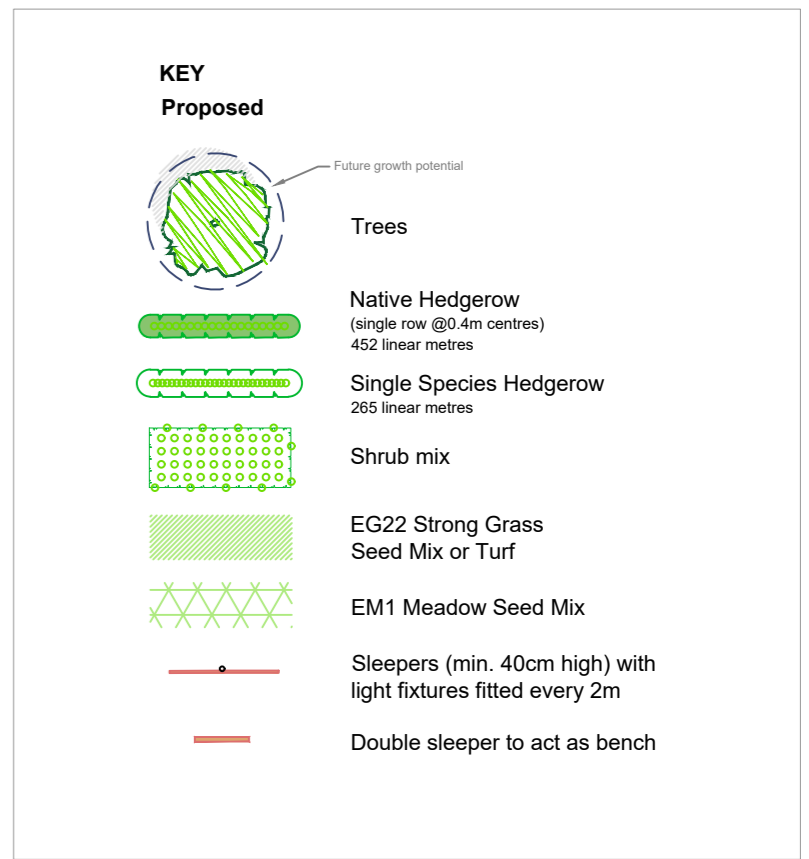 KEY
Proposed
Future growth potential
Trees
Native Hedgerow
(single row @0.4m centres)
452 linear metres
Single Species Hedgerow
265 linear metres
Shrub mix
EG22 Strong Grass
Seed Mix or Turf
EM1 Meadow Seed Mix
Sleepers (min. 40cm high) with
light fixtures fitted every 2m
Double sleeper to act as bench